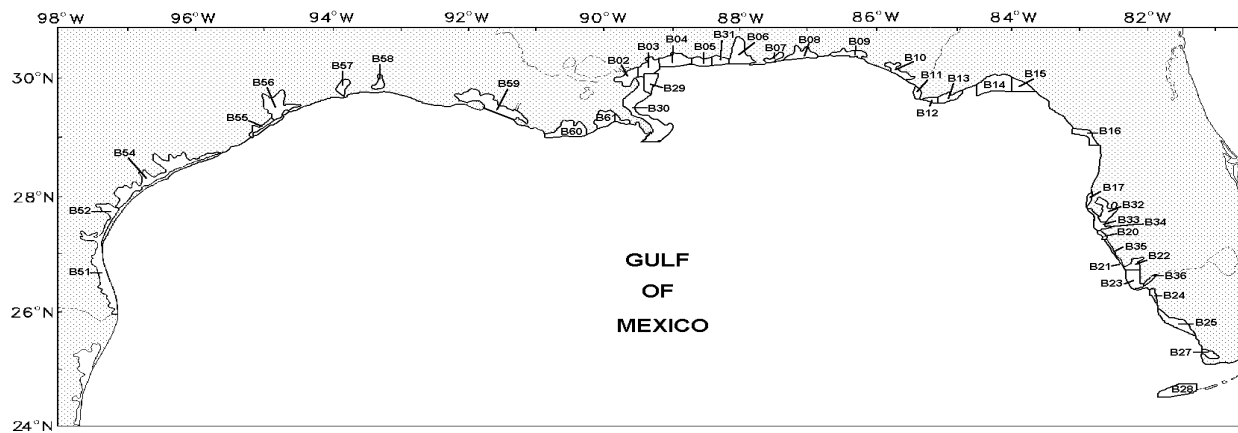 98°W 96°W 94°W 92°W 90°W 88°W 86°W 84°W 82°W
30°N
28°N
26°N
24°N
B58
B57
B56
B59
B55
B54
B52
B51
B60
B61
B02
B03
B04
B05
B31
B06
B07
B08
B09
B10
B11
B13
B12
B14
B15
B29
B30
B16
B17
B32
B33
B34
B20
B35
B21
B22
B23
B36
B24
B25
B27
B28
GULF
OF
MEXICO